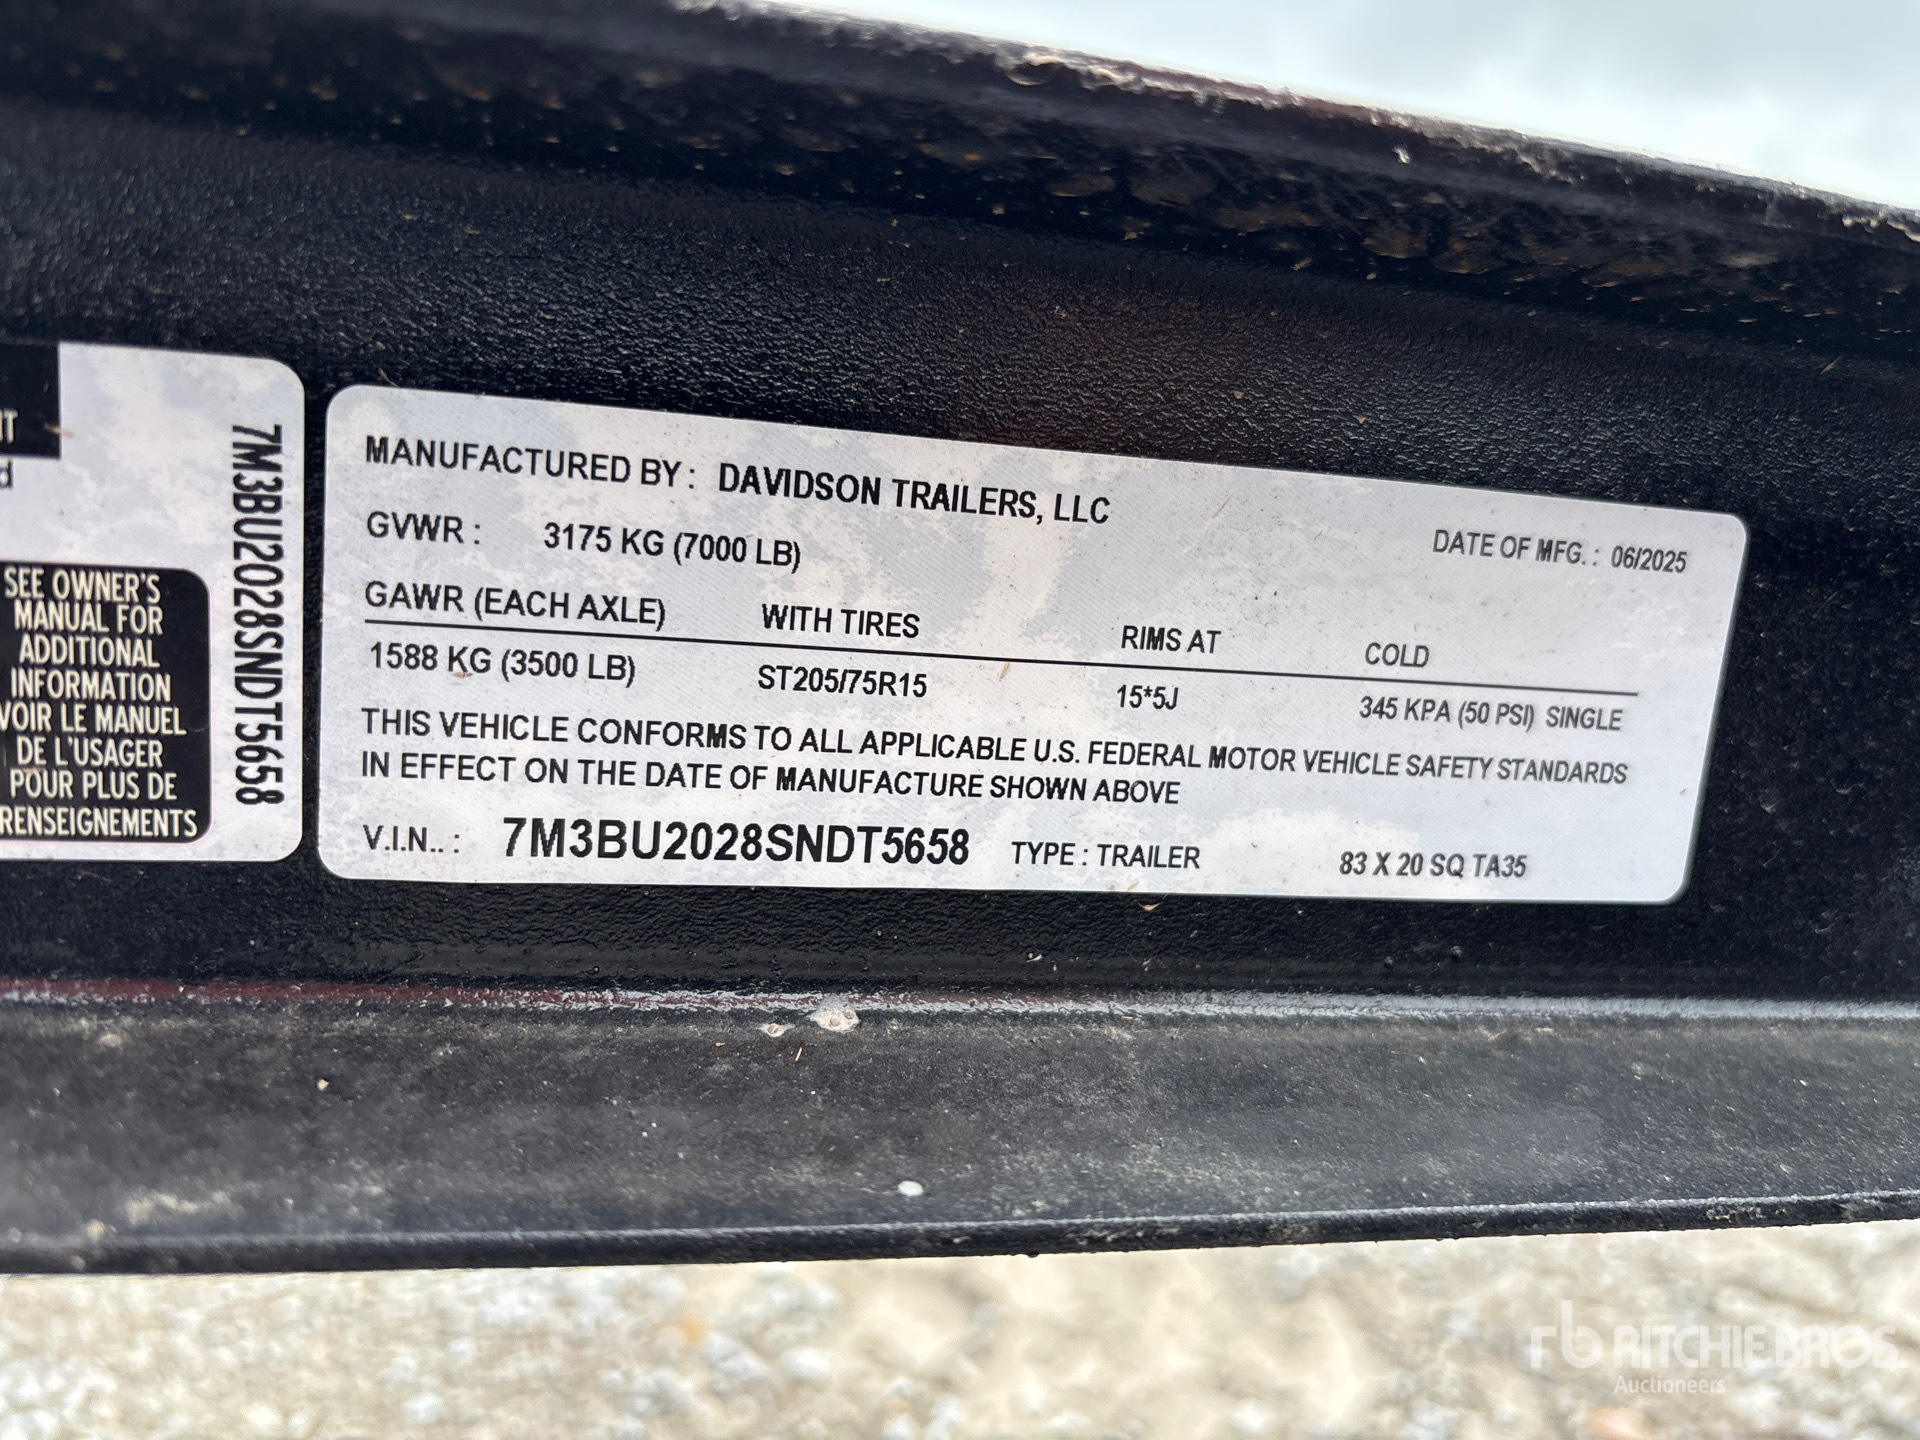 NT
d
SEE OWNER'S
MANUAL FOR
ADDITIONAL
INFORMATION
VOIR LE MANUEL
DE L'USAGER
POUR PLUS DE
RENSEIGNEMENTS
7M3BU2028SNDT5658
MANUFACTURED BY : DAVIDSON TRAILERS, LLC
GVWR : 3175 KG (7000 LB) DATE OF MFG. : 06/2025
GAWR (EACH AXLE) WITH TIRES RIMS AT COLD
1588 KG (3500 LB) ST205/75R15 15*5J 345 KPA (50 PSI) SINGLE
THIS VEHICLE CONFORMS TO ALL APPLICABLE U.S. FEDERAL MOTOR VEHICLE SAFETY STANDARDS
IN EFFECT ON THE DATE OF MANUFACTURE SHOWN ABOVE
V.I.N.. : 7M3BU2028SNDT5658 TYPE : TRAILER 83 X 20 SQ TA35
rb RITCHIE BROS.
Auctioneers